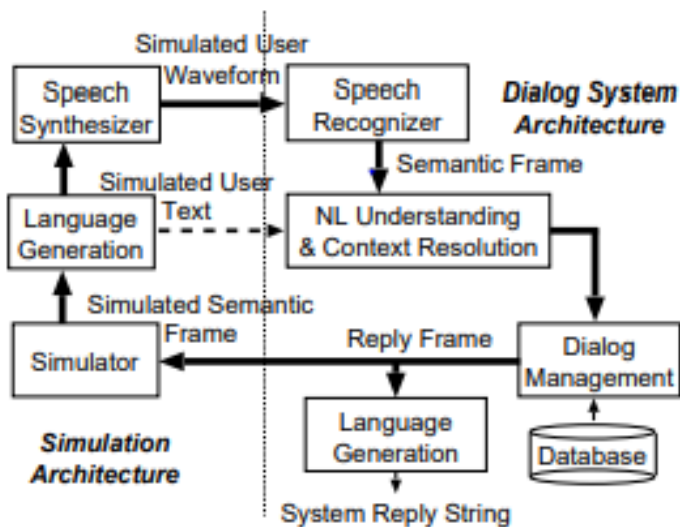 Simulated User
Waveform
Speech
Synthesizer
Speech
Recognizer
Dialog System
Architecture
Semantic Frame
Simulated User
Text
Language
Generation
NL Understanding
& Context Resolution
Simulated Semantic
Frame
Simulator
Reply Frame
Dialog
Management
Language
Generation
Database
Simulation
Architecture
System Reply String